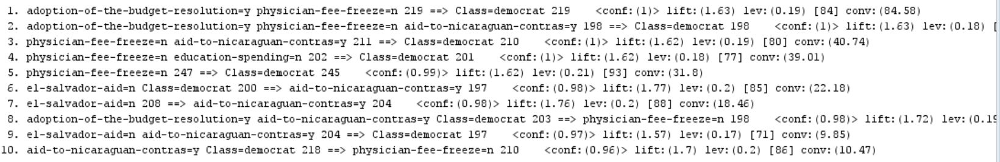 1. adoption-of-the-budget-resolution=y physician-fee-freeze=n 219 ==> Class=democrat 219    <conf:(1)> lift:(1.63) lev:(0.19) [84] conv:(84.58)
2. adoption-of-the-budget-resolution=y physician-fee-freeze=n aid-to-nicaraguan-contras=y 198 ==> Class=democrat 198    <conf:(1)> lift:(1.63) lev:(0.18) [
3. physician-fee-freeze=n aid-to-nicaraguan-contras=y 211 ==> Class=democrat 210    <conf:(1)> lift:(1.62) lev:(0.19) [80] conv:(40.74)
4. physician-fee-freeze=n education-spending=n 202 ==> Class=democrat 201    <conf:(1)> lift:(1.62) lev:(0.18) [77] conv:(39.01)
5. physician-fee-freeze=n 247 ==> Class=democrat 245    <conf:(0.99)> lift:(1.62) lev:(0.21) [93] conv:(31.8)
6. el-salvador-aid=n Class=democrat 200 ==> aid-to-nicaraguan-contras=y 197    <conf:(0.98)> lift:(1.77) lev:(0.2) [85] conv:(22.18)
7. el-salvador-aid=n 208 ==> aid-to-nicaraguan-contras=y 204    <conf:(0.98)> lift:(1.76) lev:(0.2) [88] conv:(18.46)
8. adoption-of-the-budget-resolution=y aid-to-nicaraguan-contras=y Class=democrat 203 ==> physician-fee-freeze=n 198    <conf:(0.98)> lift:(1.72) lev:(0.19
9. el-salvador-aid=n aid-to-nicaraguan-contras=y 204 ==> Class=democrat 197    <conf:(0.97)> lift:(1.57) lev:(0.17) [71] conv:(9.85)
10. aid-to-nicaraguan-contras=y Class=democrat 218 ==> physician-fee-freeze=n 210    <conf:(0.96)> lift:(1.7) lev:(0.2) [86] conv:(10.47)